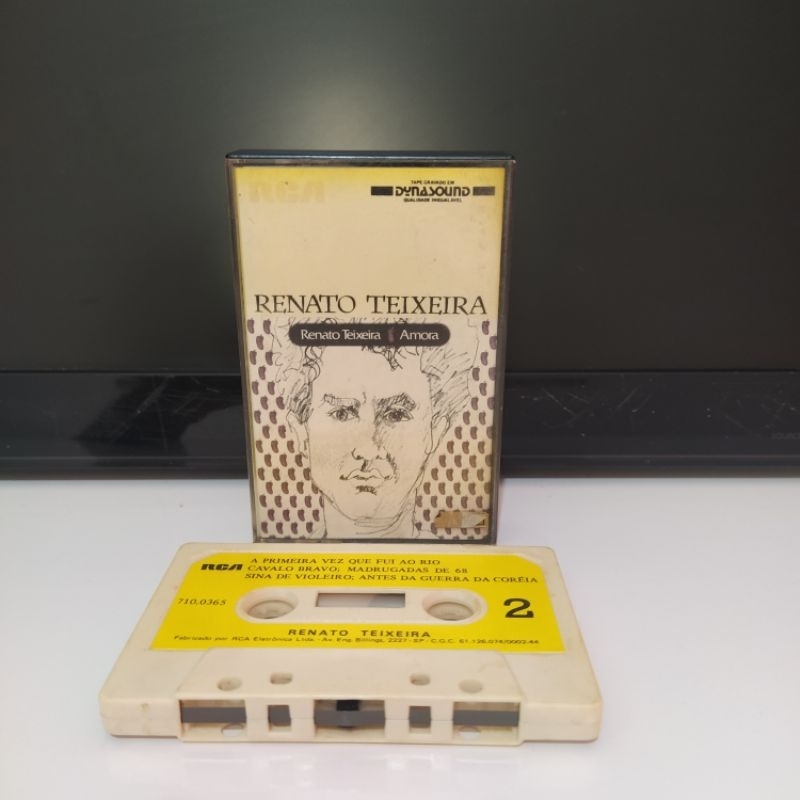 RCA
TAPE GRAVADO EM
DYNASOUND
QUALIDADE INIGUALÁVEL
RENATO TEIXEIRA
Renato Teixeira Amora
RCA
A PRIMEIRA VEZ QUE FUI AO RIO
CAVALO BRAVO; MADRUGADAS DE 68
SINA DE VIOLEIRO; ANTES DA GUERRA DA CORÉIA
710.0365
2
RENATO TEIXEIRA
Fabricado por RCA Eletrônica Ltda. - Av. Eng. Billings, 2227 - SP - C.G.C. 61.126.074/0002-44